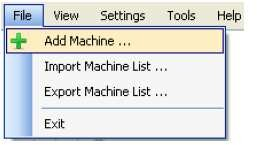 File View Settings Tools Help
Add Machine ...
Import Machine List ...
Export Machine List ...
Exit